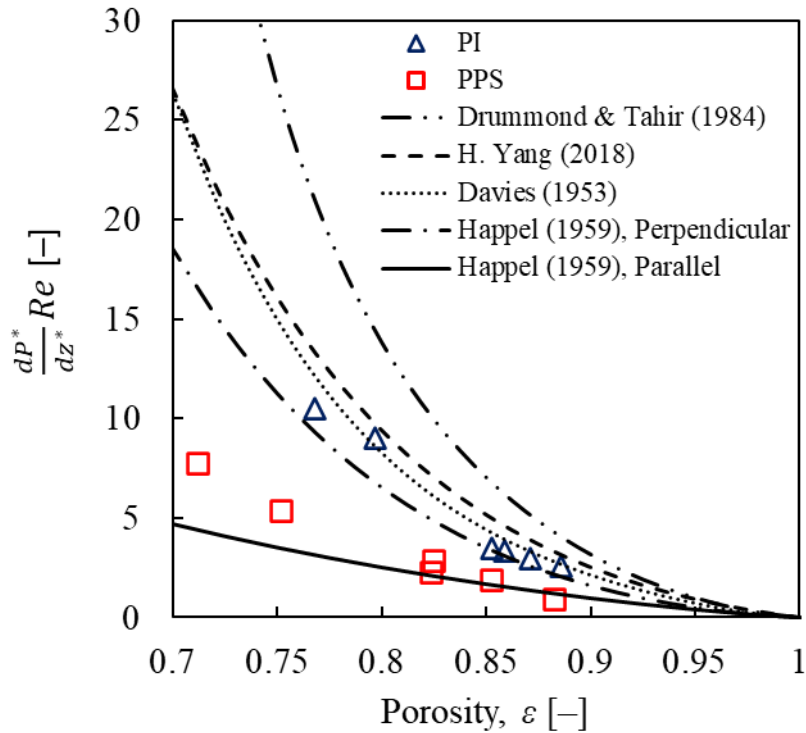 30
25
20
15
10
5
0
dP*/dz* Re [–]
PI
PPS
Drummond & Tahir (1984)
H. Yang (2018)
Davies (1953)
Happel (1959), Perpendicular
Happel (1959), Parallel
0.7 0.75 0.8 0.85 0.9 0.95 1
Porosity, ε [–]